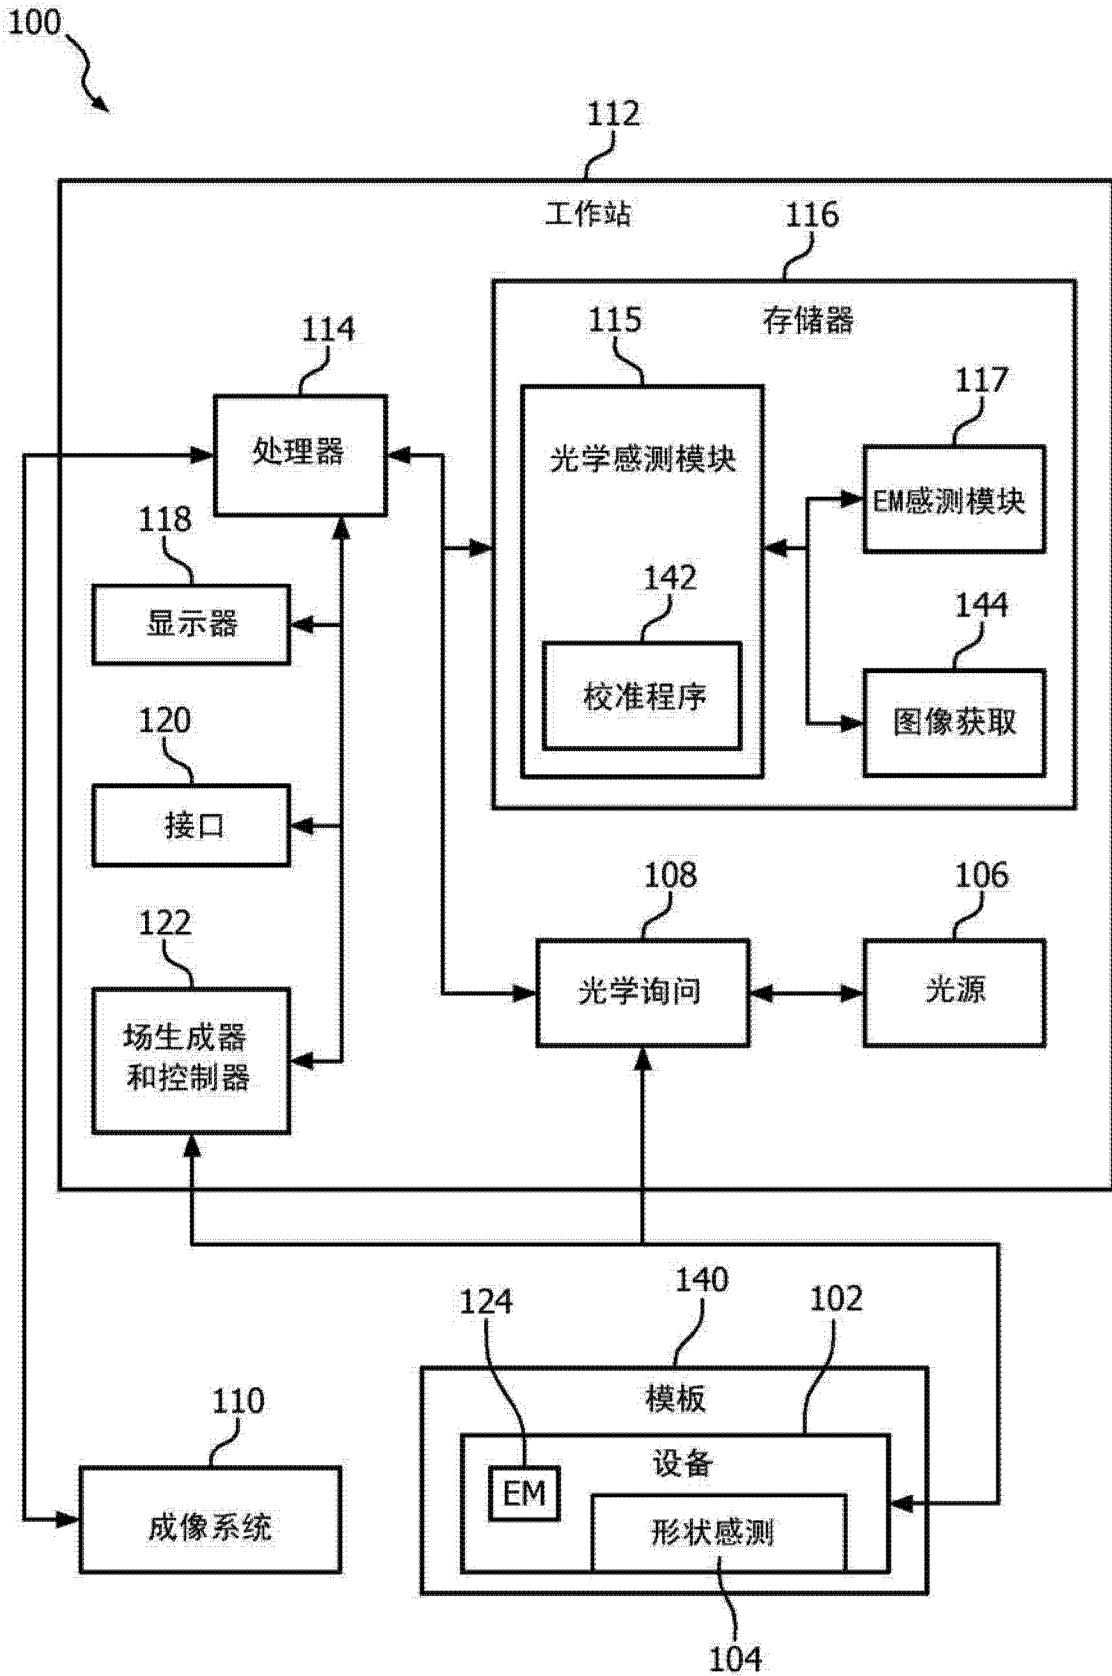 100
112
工作站
116
存储器
114
115
117
处理器
光学感测模块
EM感测模块
118
显示器
142
校准程序
144
图像获取
120
接口
108
106
光学询问
光源
122
场生成器
和控制器
124
140
102
模板
110
设备
EM
成像系统
形状感测
104